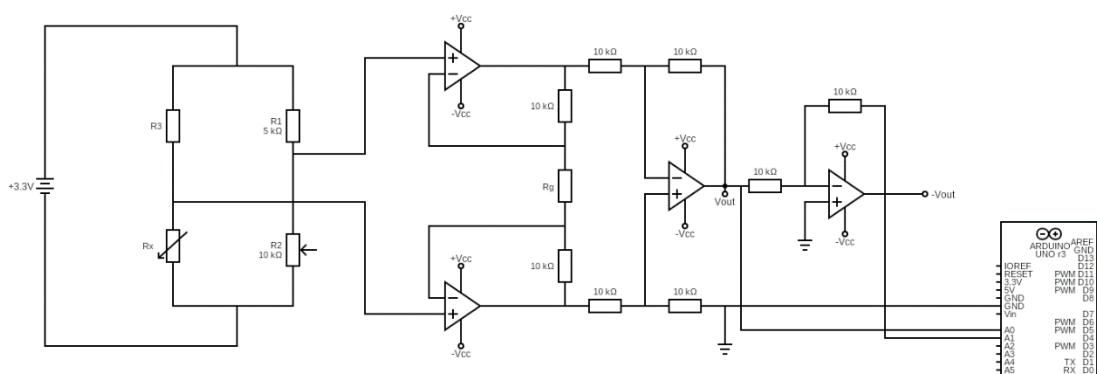 +3.3V
R3
Rx
R1
5 kΩ
R2
10 kΩ
+Vcc
-Vcc
+Vcc
-Vcc
10 kΩ
Rg
10 kΩ
10 kΩ
10 kΩ
10 kΩ
10 kΩ
+Vcc
-Vcc
Vout
10 kΩ
10 kΩ
+Vcc
-Vcc
-Vout
ARDUINO
UNO r3
IOREF
RESET
3.3V
5V
GND
GND
Vin
A0
A1
A2
A3
A4
A5
AREF
GND
D13
D12
PWM D11
PWM D10
PWM D9
D8
D7
PWM D6
PWM D5
D4
PWM D3
D2
TX D1
RX D0